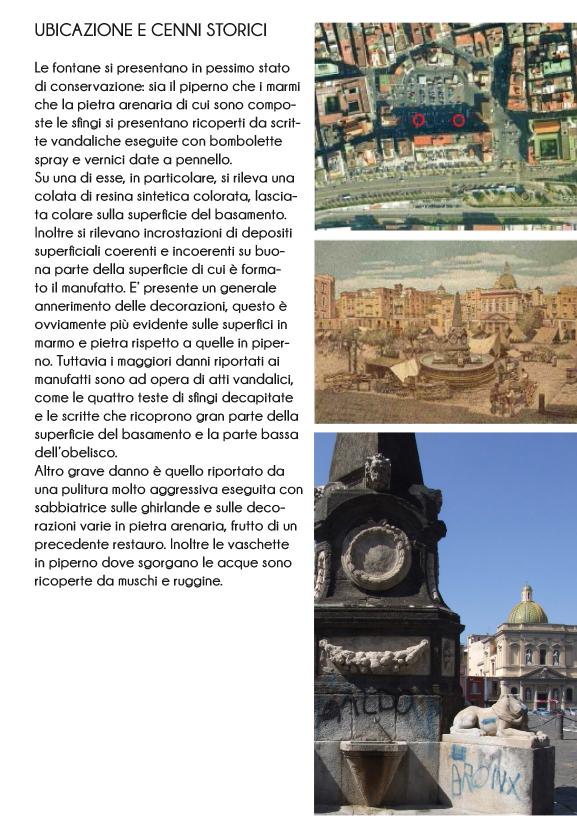 UBICAZIONE E CENNI STORICI
Le fontane si presentano in pessimo stato
di conservazione: sia il piperno che i marmi
che la pietra arenaria di cui sono compo-
ste le sfingi si presentano ricoperti da scrit-
te vandaliche eseguite con bombolette
spray e vernici date a pennello.
Su una di esse, in particolare, si rileva una
colata di resina sintetica colorata, lascia-
ta colare sulla superficie del basamento.
Inoltre si rilevano incrostazioni di depositi
superficiali coerenti e incoerenti su buo-
na parte della superficie di cui è forma-
to il manufatto. E' presente un generale
annerimento delle decorazioni, questo è
ovviamente più evidente sulle superfici in
marmo e pietra rispetto a quelle in piper-
no. Tuttavia i maggiori danni riportati ai
manufatti sono ad opera di atti vandalici,
come le quattro teste di sfingi decapitate
e le scritte che ricoprono gran parte della
superficie del basamento e la parte bassa
dell'obelisco.
Altro grave danno è quello riportato da
una pulitura molto aggressiva eseguita con
sabbiatrice sulle ghirlande e sulle deco-
razioni varie in pietra arenaria, frutto di un
precedente restauro. Inoltre le vaschette
in piperno dove sgorgano le acque sono
ricoperte da muschi e ruggine.
BRONX